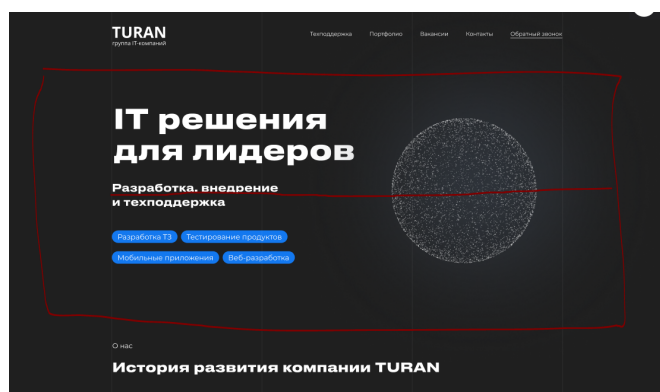 TURAN
группа IT-компаний
Техподдержка Портфолио Вакансии Контакты Обратный звонок
IT решения
для лидеров
Разработка, внедрение
и техподдержка
Разработка ТЗ Тестирование продуктов
Мобильные приложения Веб-разработка
О нас
История развития компании TURAN